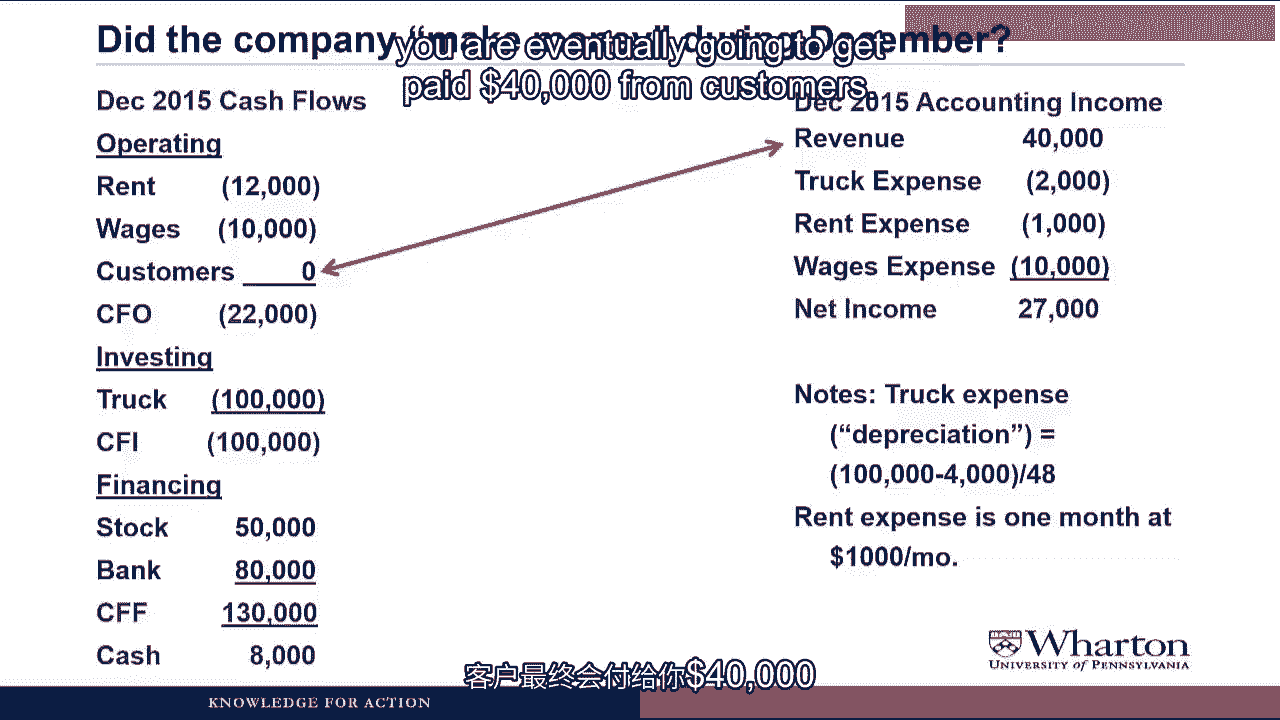 Did the company “make money” during December?
you are eventually going to get
paid $40,000 from customers.
Dec 2015 Cash Flows
Operating
Rent (12,000)
Wages (10,000)
Customers 0
CFO (22,000)
Investing
Truck (100,000)
CFI (100,000)
Financing
Stock 50,000
Bank 80,000
CFF 130,000
Cash 8,000
Dec 2015 Accounting Income
Revenue 40,000
Truck Expense (2,000)
Rent Expense (1,000)
Wages Expense (10,000)
Net Income 27,000
Notes: Truck expense
(“depreciation”) =
(100,000-4,000)/48
Rent expense is one month at
$1000/mo.
Wharton
UNIVERSITY of PENNSYLVANIA
客户最终会付给你$40,000
KNOWLEDGE FOR ACTION